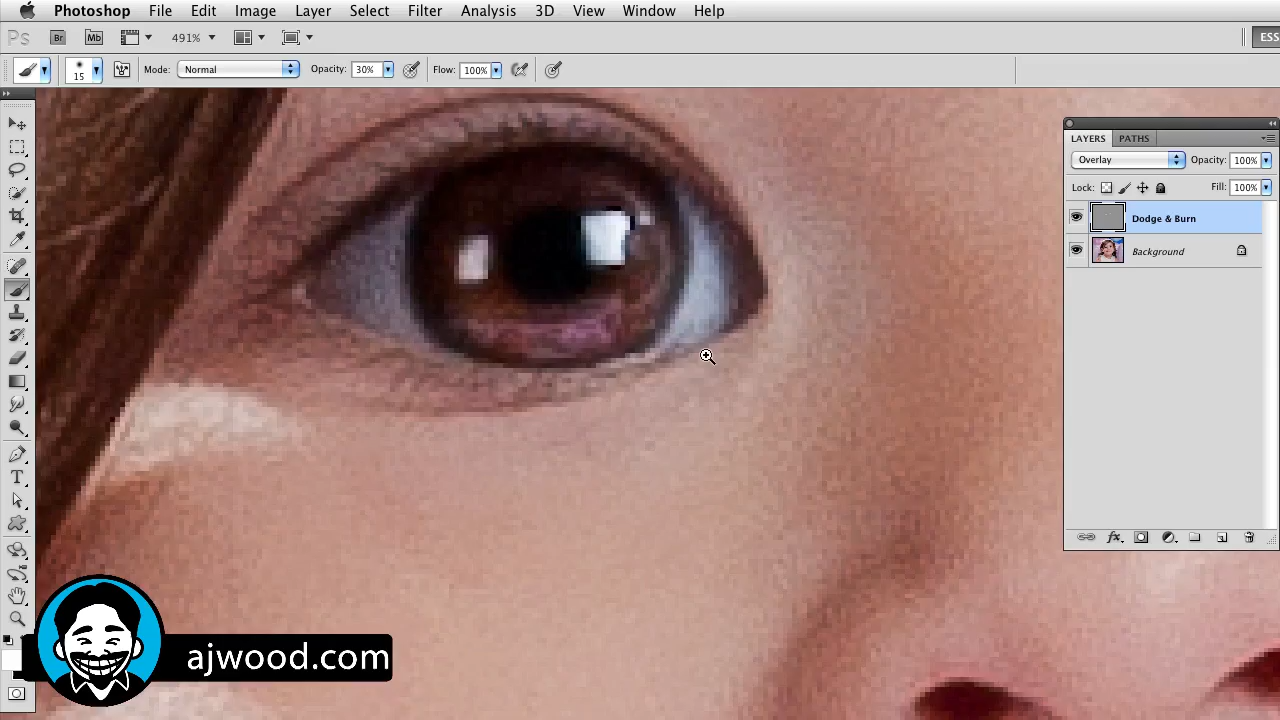 Photoshop File Edit Image Layer Select Filter Analysis 3D View Window Help
Ps Br Mb 491% ESS
15 Mode: Normal Opacity: 30% Flow: 100%
LAYERS PATHS
Overlay Opacity: 100%
Lock: Fill: 100%
Dodge & Burn
Background
fx
T
ajwood.com